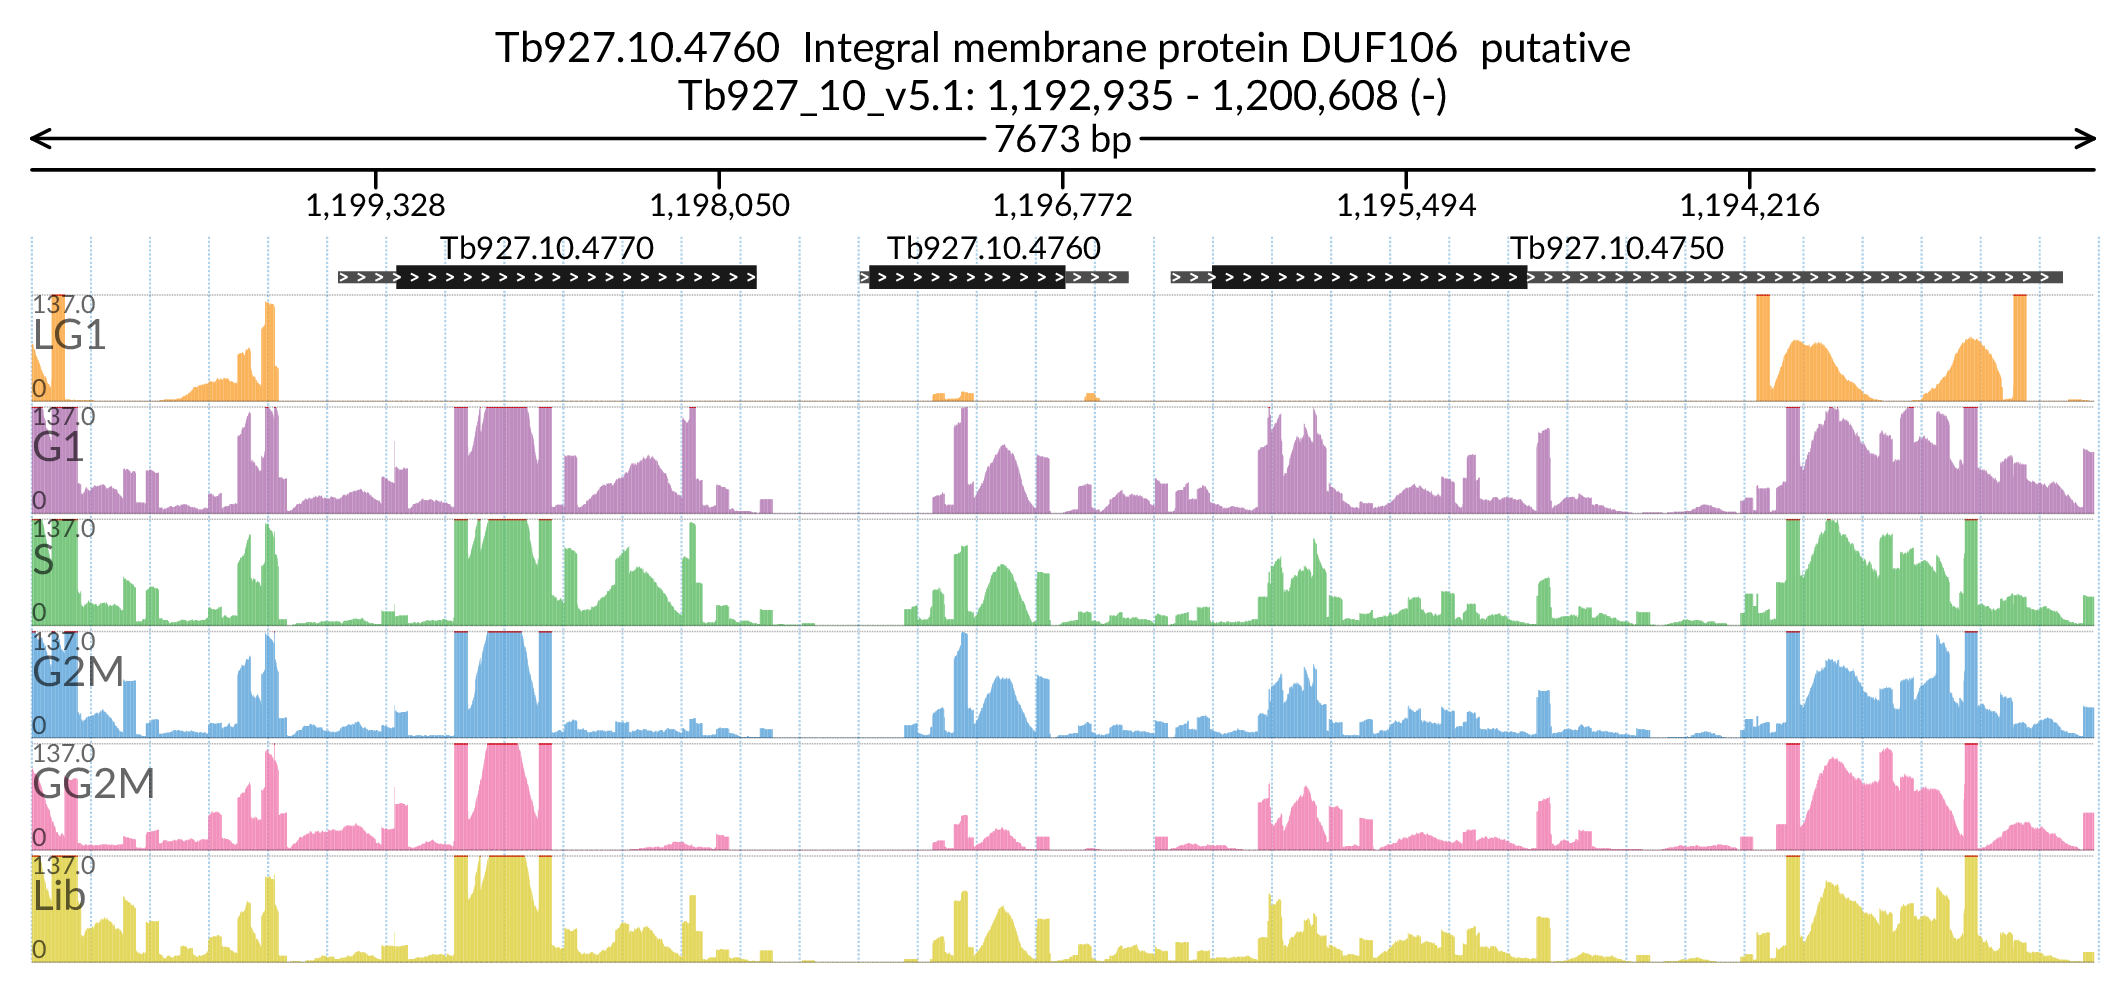 Tb927.10.4760  Integral membrane protein DUF106  putative
Tb927_10_v5.1: 1,192,935 - 1,200,608 (-)
7673 bp
1,199,328 1,198,050 1,196,772 1,195,494 1,194,216
Tb927.10.4770 Tb927.10.4760 Tb927.10.4750
137.0
LG1
0
137.0
G1
0
137.0
S
0
137.0
G2M
0
137.0
GG2M
0
137.0
Lib
0